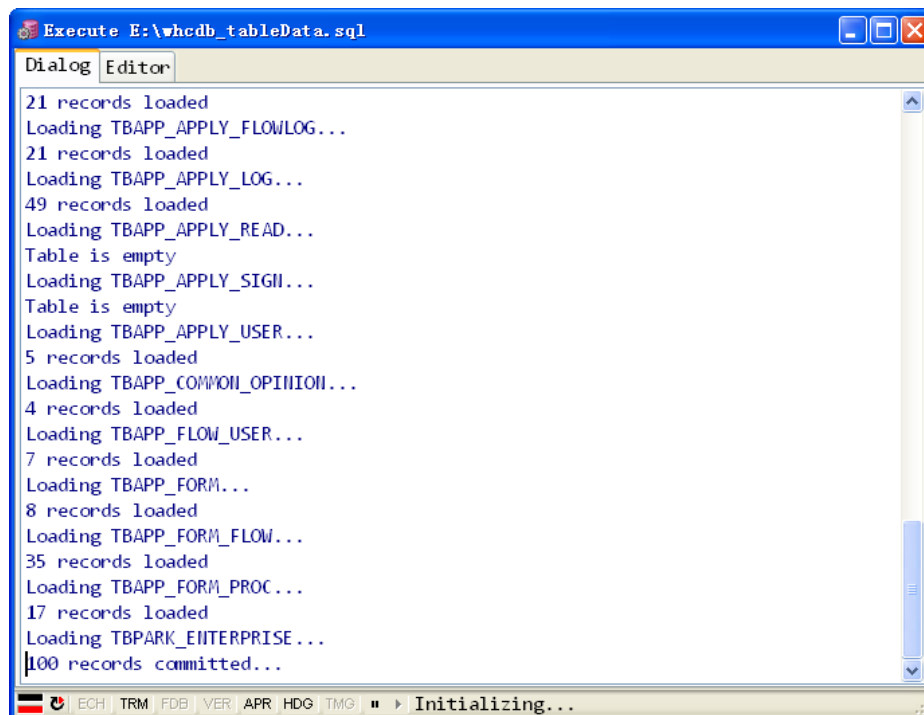 Execute E:\whcdb_tableData.sql
Dialog Editor
21 records loaded
Loading TBAPP_APPLY_FLOWLOG...
21 records loaded
Loading TBAPP_APPLY_LOG...
49 records loaded
Loading TBAPP_APPLY_READ...
Table is empty
Loading TBAPP_APPLY_SIGN...
Table is empty
Loading TBAPP_APPLY_USER...
5 records loaded
Loading TBAPP_COMMON_OPINION...
4 records loaded
Loading TBAPP_FLOW_USER...
7 records loaded
Loading TBAPP_FORM...
8 records loaded
Loading TBAPP_FORM_FLOW...
35 records loaded
Loading TBAPP_FORM_PROC...
17 records loaded
Loading TBPARK_ENTERPRISE...
100 records committed...
ECH TRM FDB VER APR HDG TMG Initializing...